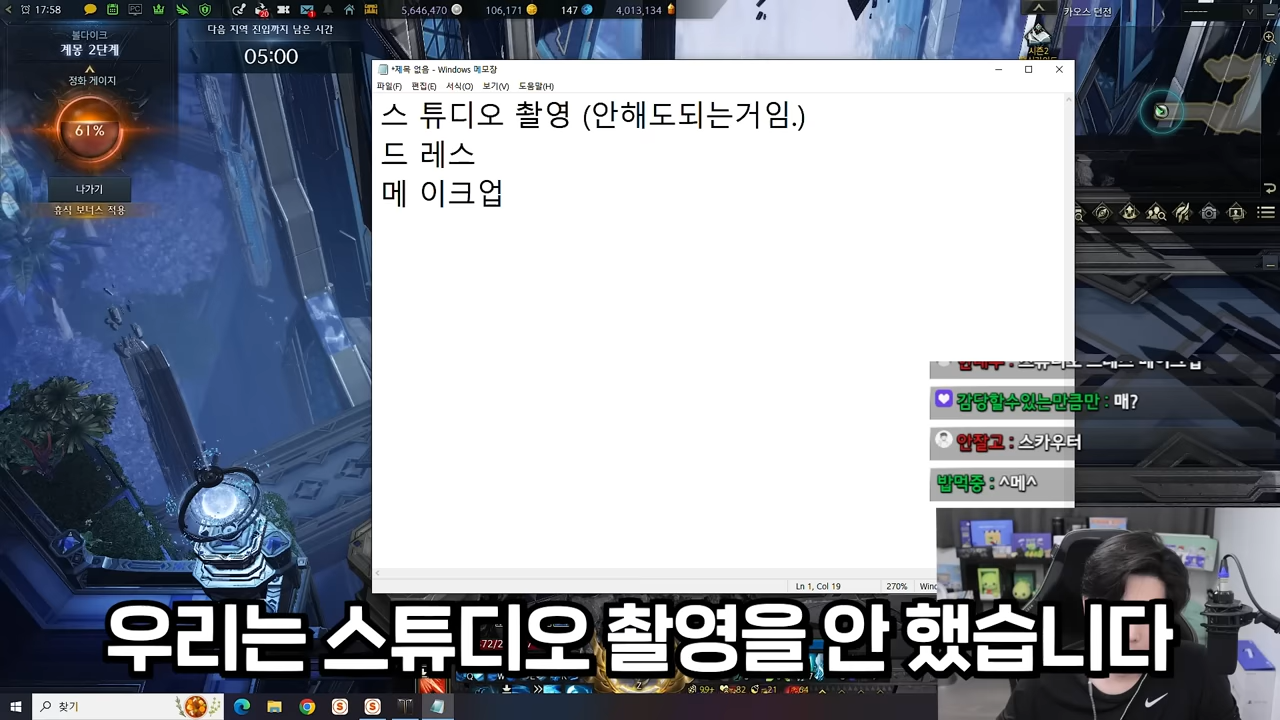 17:58
20
1
5,646,470
106,171
147
4,013,134
볼다이크
계몽 2단계
정화 게이지
61%
나가기
휴식 보너스 적용
다음 지역 진입까지 남은 시간
05:00
카오스 던전
시즌2
*제목 없음 - Windows 메모장
파일(F) 편집(E) 서식(O) 보기(V) 도움말(H)
스 튜디오 촬영 (안해도되는거임.)
드 레스
메 이크업
감당할수있는만큼만 : 매?
안짤고 : 스카우터
밥먹중 : ^메^
Ln 1, Col 19
270%
우리는 스튜디오 촬영을 안 했습니다
찾기